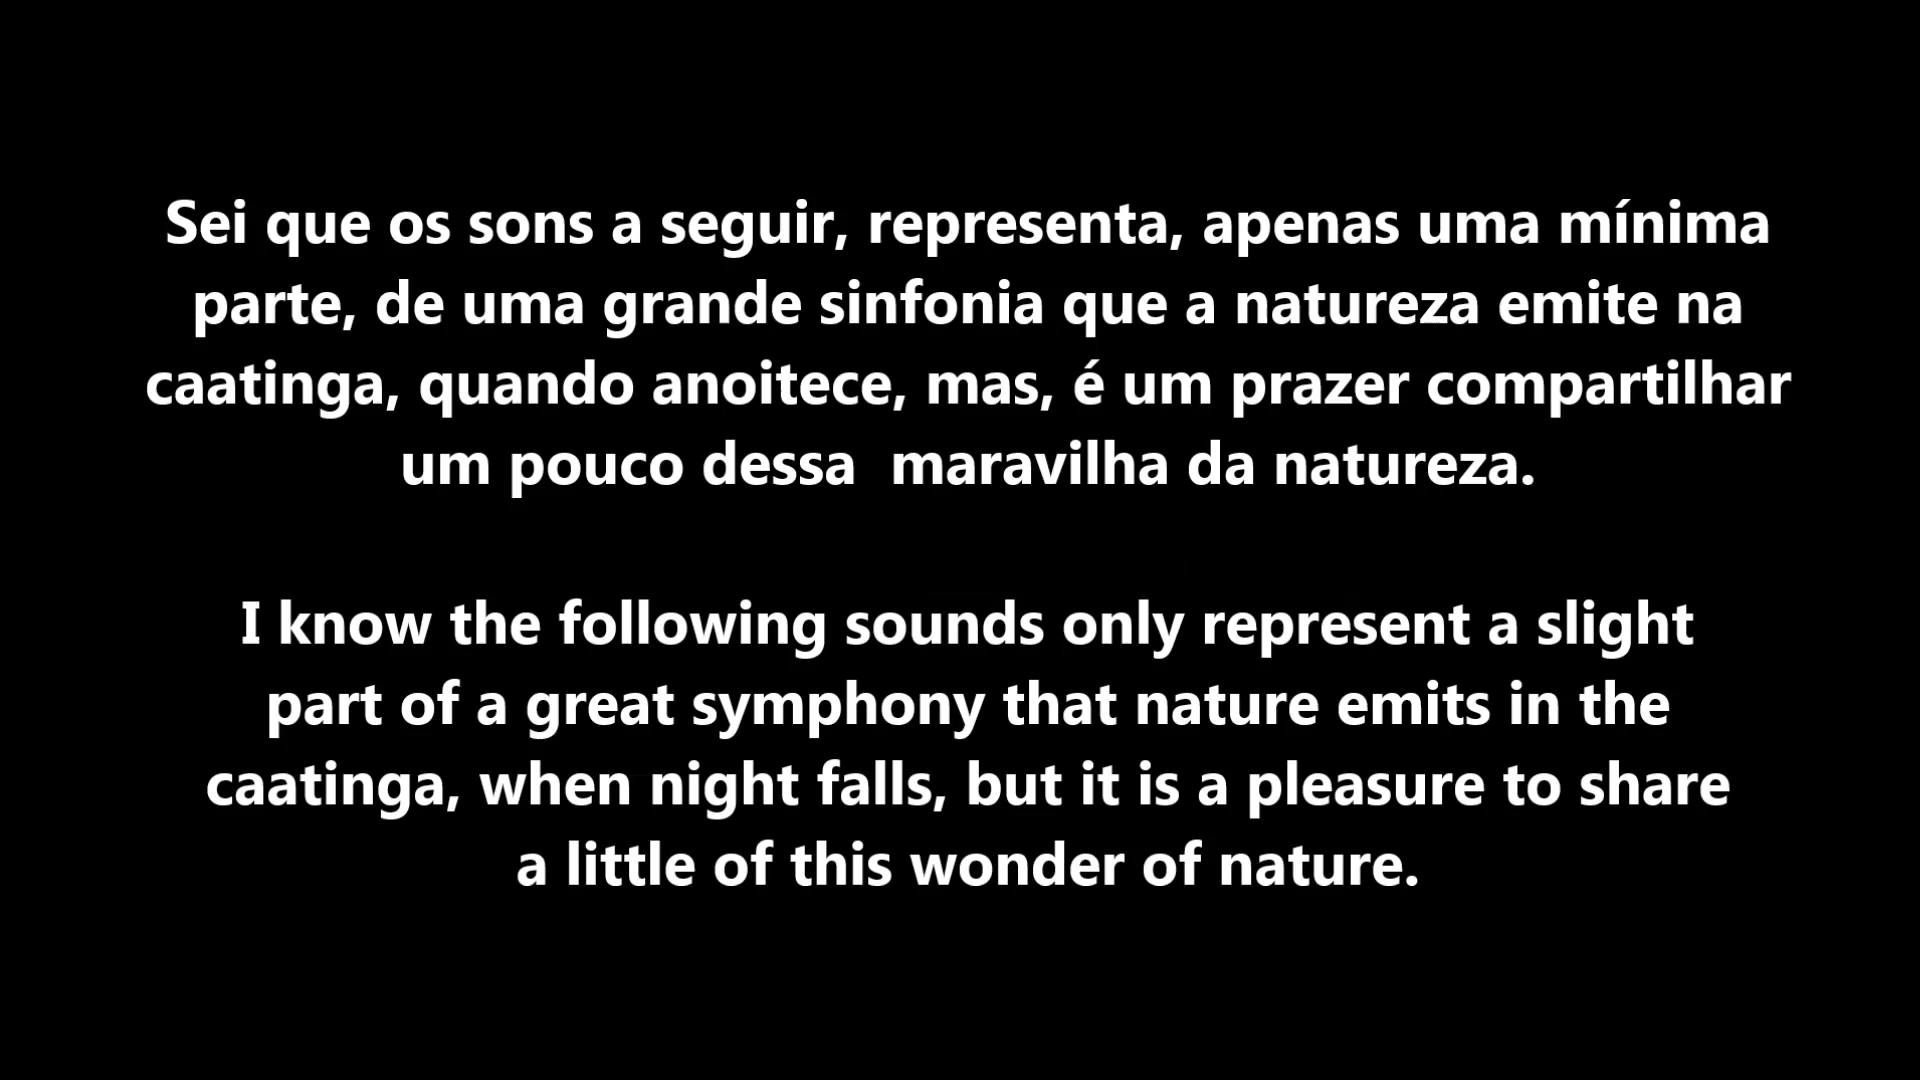 Sei que os sons a seguir, representa, apenas uma mínima
parte, de uma grande sinfonia que a natureza emite na
caatinga, quando anoitece, mas, é um prazer compartilhar
um pouco dessa  maravilha da natureza.
I know the following sounds only represent a slight
part of a great symphony that nature emits in the
caatinga, when night falls, but it is a pleasure to share
a little of this wonder of nature.